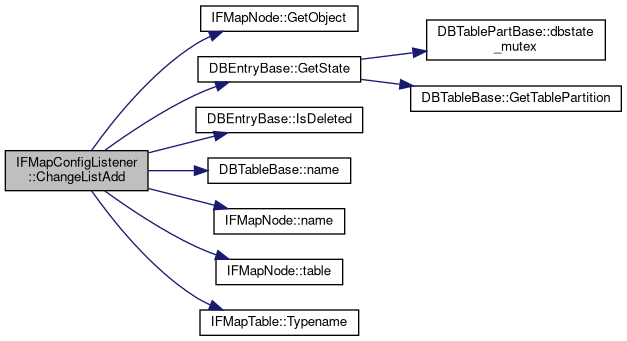 IFMapConfigListener
::ChangeListAdd
IFMapNode::GetObject
DBEntryBase::GetState
DBTablePartBase::dbstate
_mutex
DBTableBase::GetTablePartition
DBEntryBase::IsDeleted
DBTableBase::name
IFMapNode::name
IFMapNode::table
IFMapTable::Typename